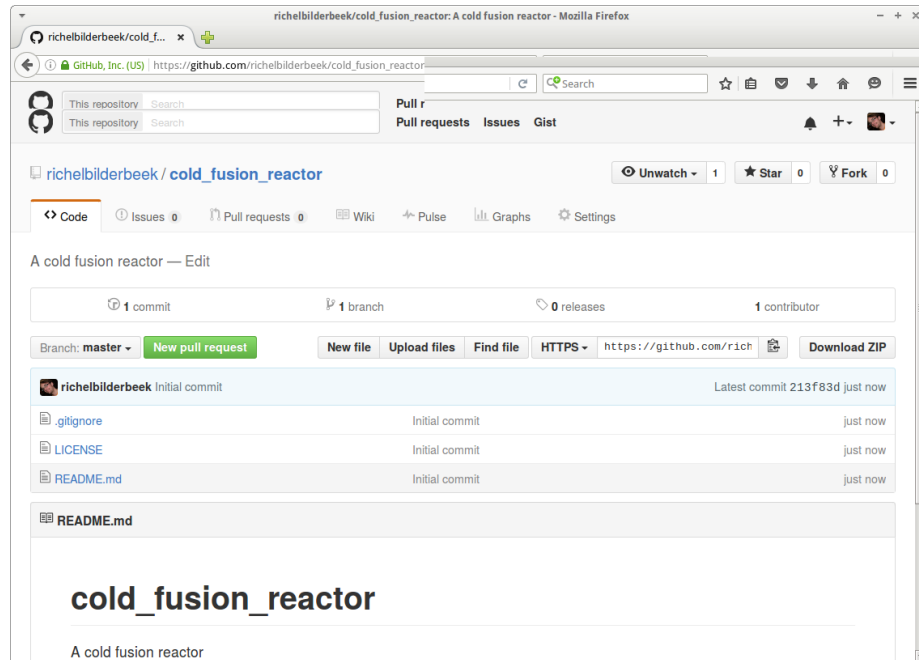 richelbilderbeek/cold_fusion_reactor: A cold fusion reactor - Mozilla Firefox
richelbilderbeek/cold_f... ×
GitHub, Inc. (US) https://github.com/richelbilderbeek/cold_fusion_reactor
Search
This repository Search Pull r
This repository Search Pull requests Issues Gist
richelbilderbeek / cold_fusion_reactor Unwatch 1 Star 0 Fork 0
Code Issues 0 Pull requests 0 Wiki Pulse Graphs Settings
A cold fusion reactor — Edit
1 commit 1 branch 0 releases 1 contributor
Branch: master New pull request New file Upload files Find file HTTPS https://github.com/rich Download ZIP
richelbilderbeek Initial commit Latest commit 213f83d just now
.gitignore Initial commit just now
LICENSE Initial commit just now
README.md Initial commit just now
README.md
cold_fusion_reactor
A cold fusion reactor